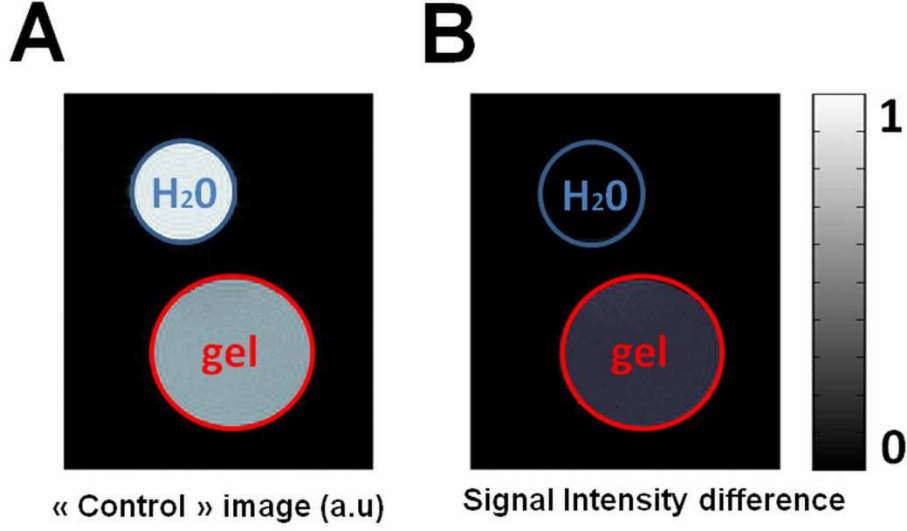 A
B
H₂0
H₂0
gel
gel
1
0
« Control » image (a.u)
Signal Intensity difference